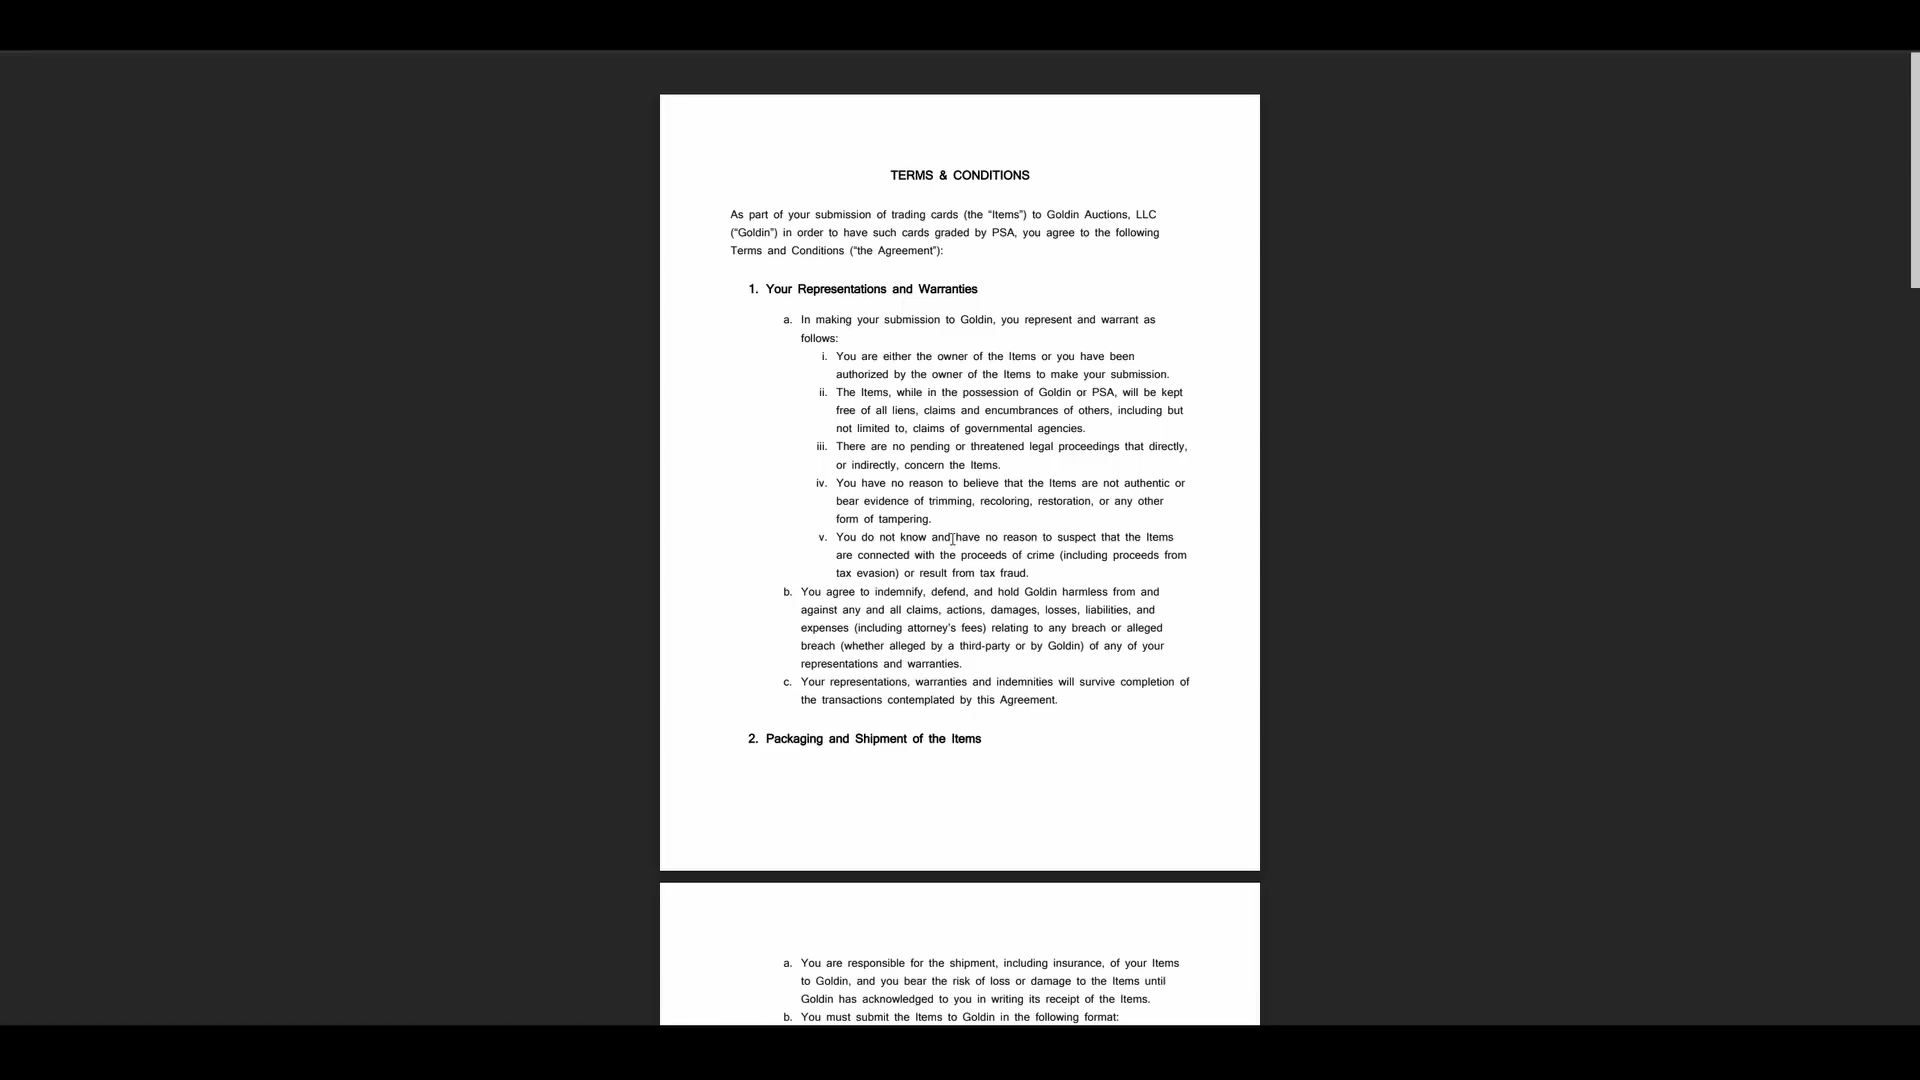 TERMS & CONDITIONS
As part of your submission of trading cards (the “Items”) to Goldin Auctions, LLC
(“Goldin”) in order to have such cards graded by PSA, you agree to the following
Terms and Conditions (“the Agreement”):
1. Your Representations and Warranties
a. In making your submission to Goldin, you represent and warrant as
follows:
i. You are either the owner of the Items or you have been
authorized by the owner of the Items to make your submission.
ii. The Items, while in the possession of Goldin or PSA, will be kept
free of all liens, claims and encumbrances of others, including but
not limited to, claims of governmental agencies.
iii. There are no pending or threatened legal proceedings that directly,
or indirectly, concern the Items.
iv. You have no reason to believe that the Items are not authentic or
bear evidence of trimming, recoloring, restoration, or any other
form of tampering.
v. You do not know and have no reason to suspect that the Items
are connected with the proceeds of crime (including proceeds from
tax evasion) or result from tax fraud.
b. You agree to indemnify, defend, and hold Goldin harmless from and
against any and all claims, actions, damages, losses, liabilities, and
expenses (including attorney’s fees) relating to any breach or alleged
breach (whether alleged by a third-party or by Goldin) of any of your
representations and warranties.
c. Your representations, warranties and indemnities will survive completion of
the transactions contemplated by this Agreement.
2. Packaging and Shipment of the Items
a. You are responsible for the shipment, including insurance, of your Items
to Goldin, and you bear the risk of loss or damage to the Items until
Goldin has acknowledged to you in writing its receipt of the Items.
b. You must submit the Items to Goldin in the following format: